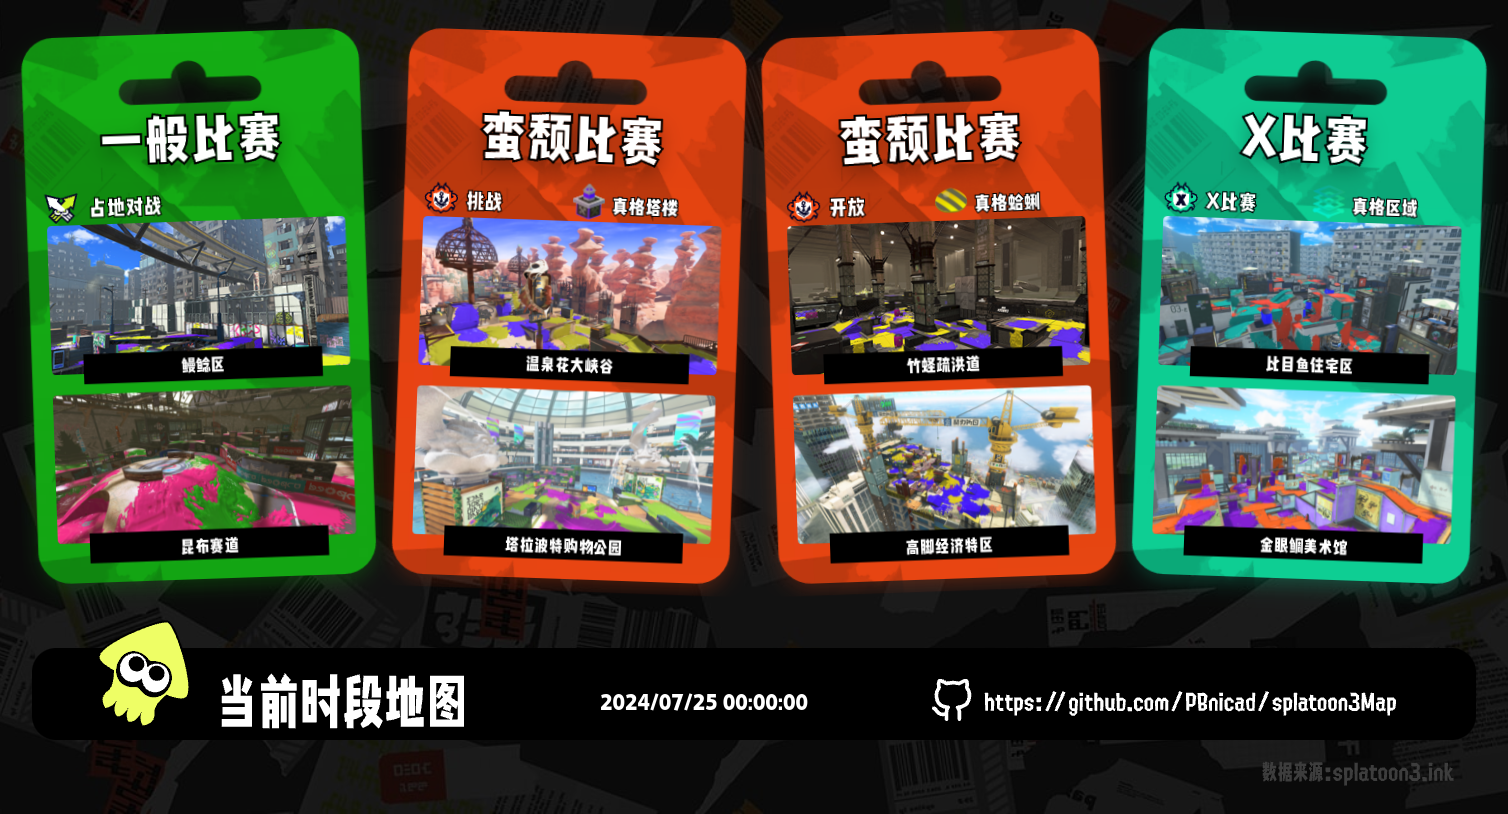 一般比赛
占地对战
鳗鲶区
昆布赛道
蛮颓比赛
挑战
真格塔楼
温泉花大峡谷
塔拉波特购物公园
蛮颓比赛
开放
真格蛤蜊
竹蛏疏洪道
高脚经济特区
X比赛
X比赛
真格区域
比目鱼住宅区
金眼鲷美术馆
当前时段地图
2024/07/25 00:00:00
https://github.com/PBnicad/splatoon3Map
数据来源:splatoon3.ink